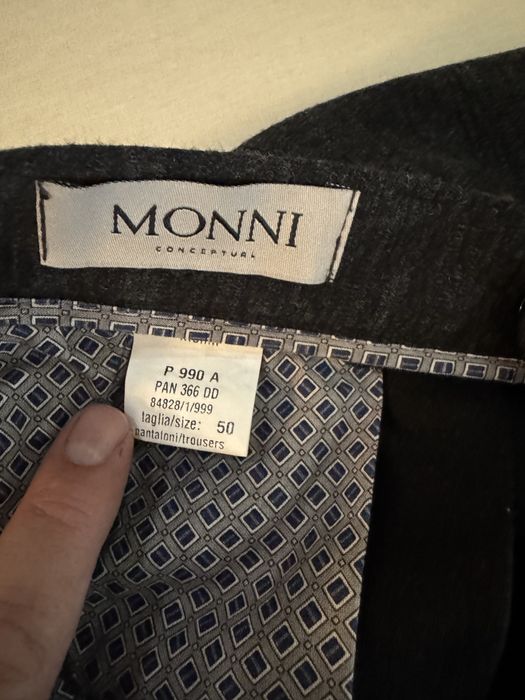 MONNI
CONCEPTUAL
P 990 A
PAN 366 DD
84828/1/999
taglia/size: 50
pantaloni/trousers